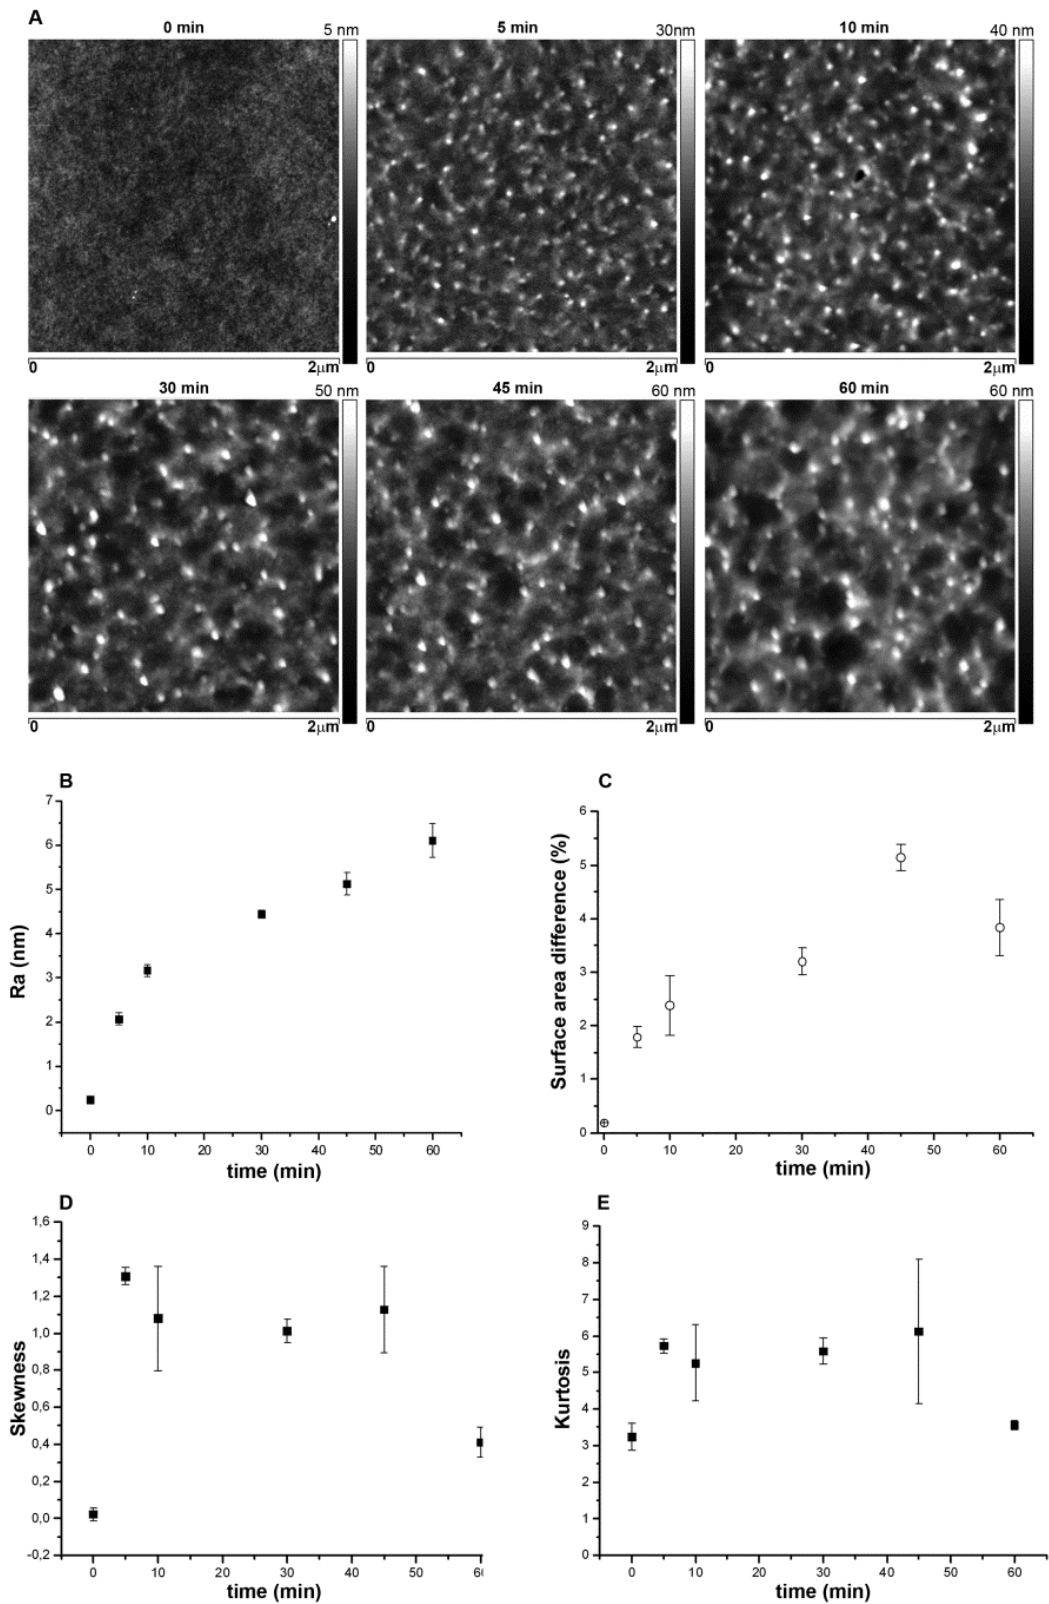 A
0 min 5 nm 5 min 30nm 10 min 40 nm
0 2μm 0 2μm 0 2μm
30 min 50 nm 45 min 60 nm 60 min 60 nm
0 2μm 0 2μm 0 2μm
B
7
6
5
4
3
2
1
0
Ra (nm)
0 10 20 30 40 50 60
time (min)
C
6
5
4
3
2
1
0
Surface area difference (%)
0 10 20 30 40 50 60
time (min)
D
1,6
1,4
1,2
1,0
0,8
0,6
0,4
0,2
0,0
-0,2
Skewness
0 10 20 30 40 50
time (min)
E
9
8
7
6
5
4
3
2
1
0
Kurtosis
0 10 20 30 40 50 60
time (min)